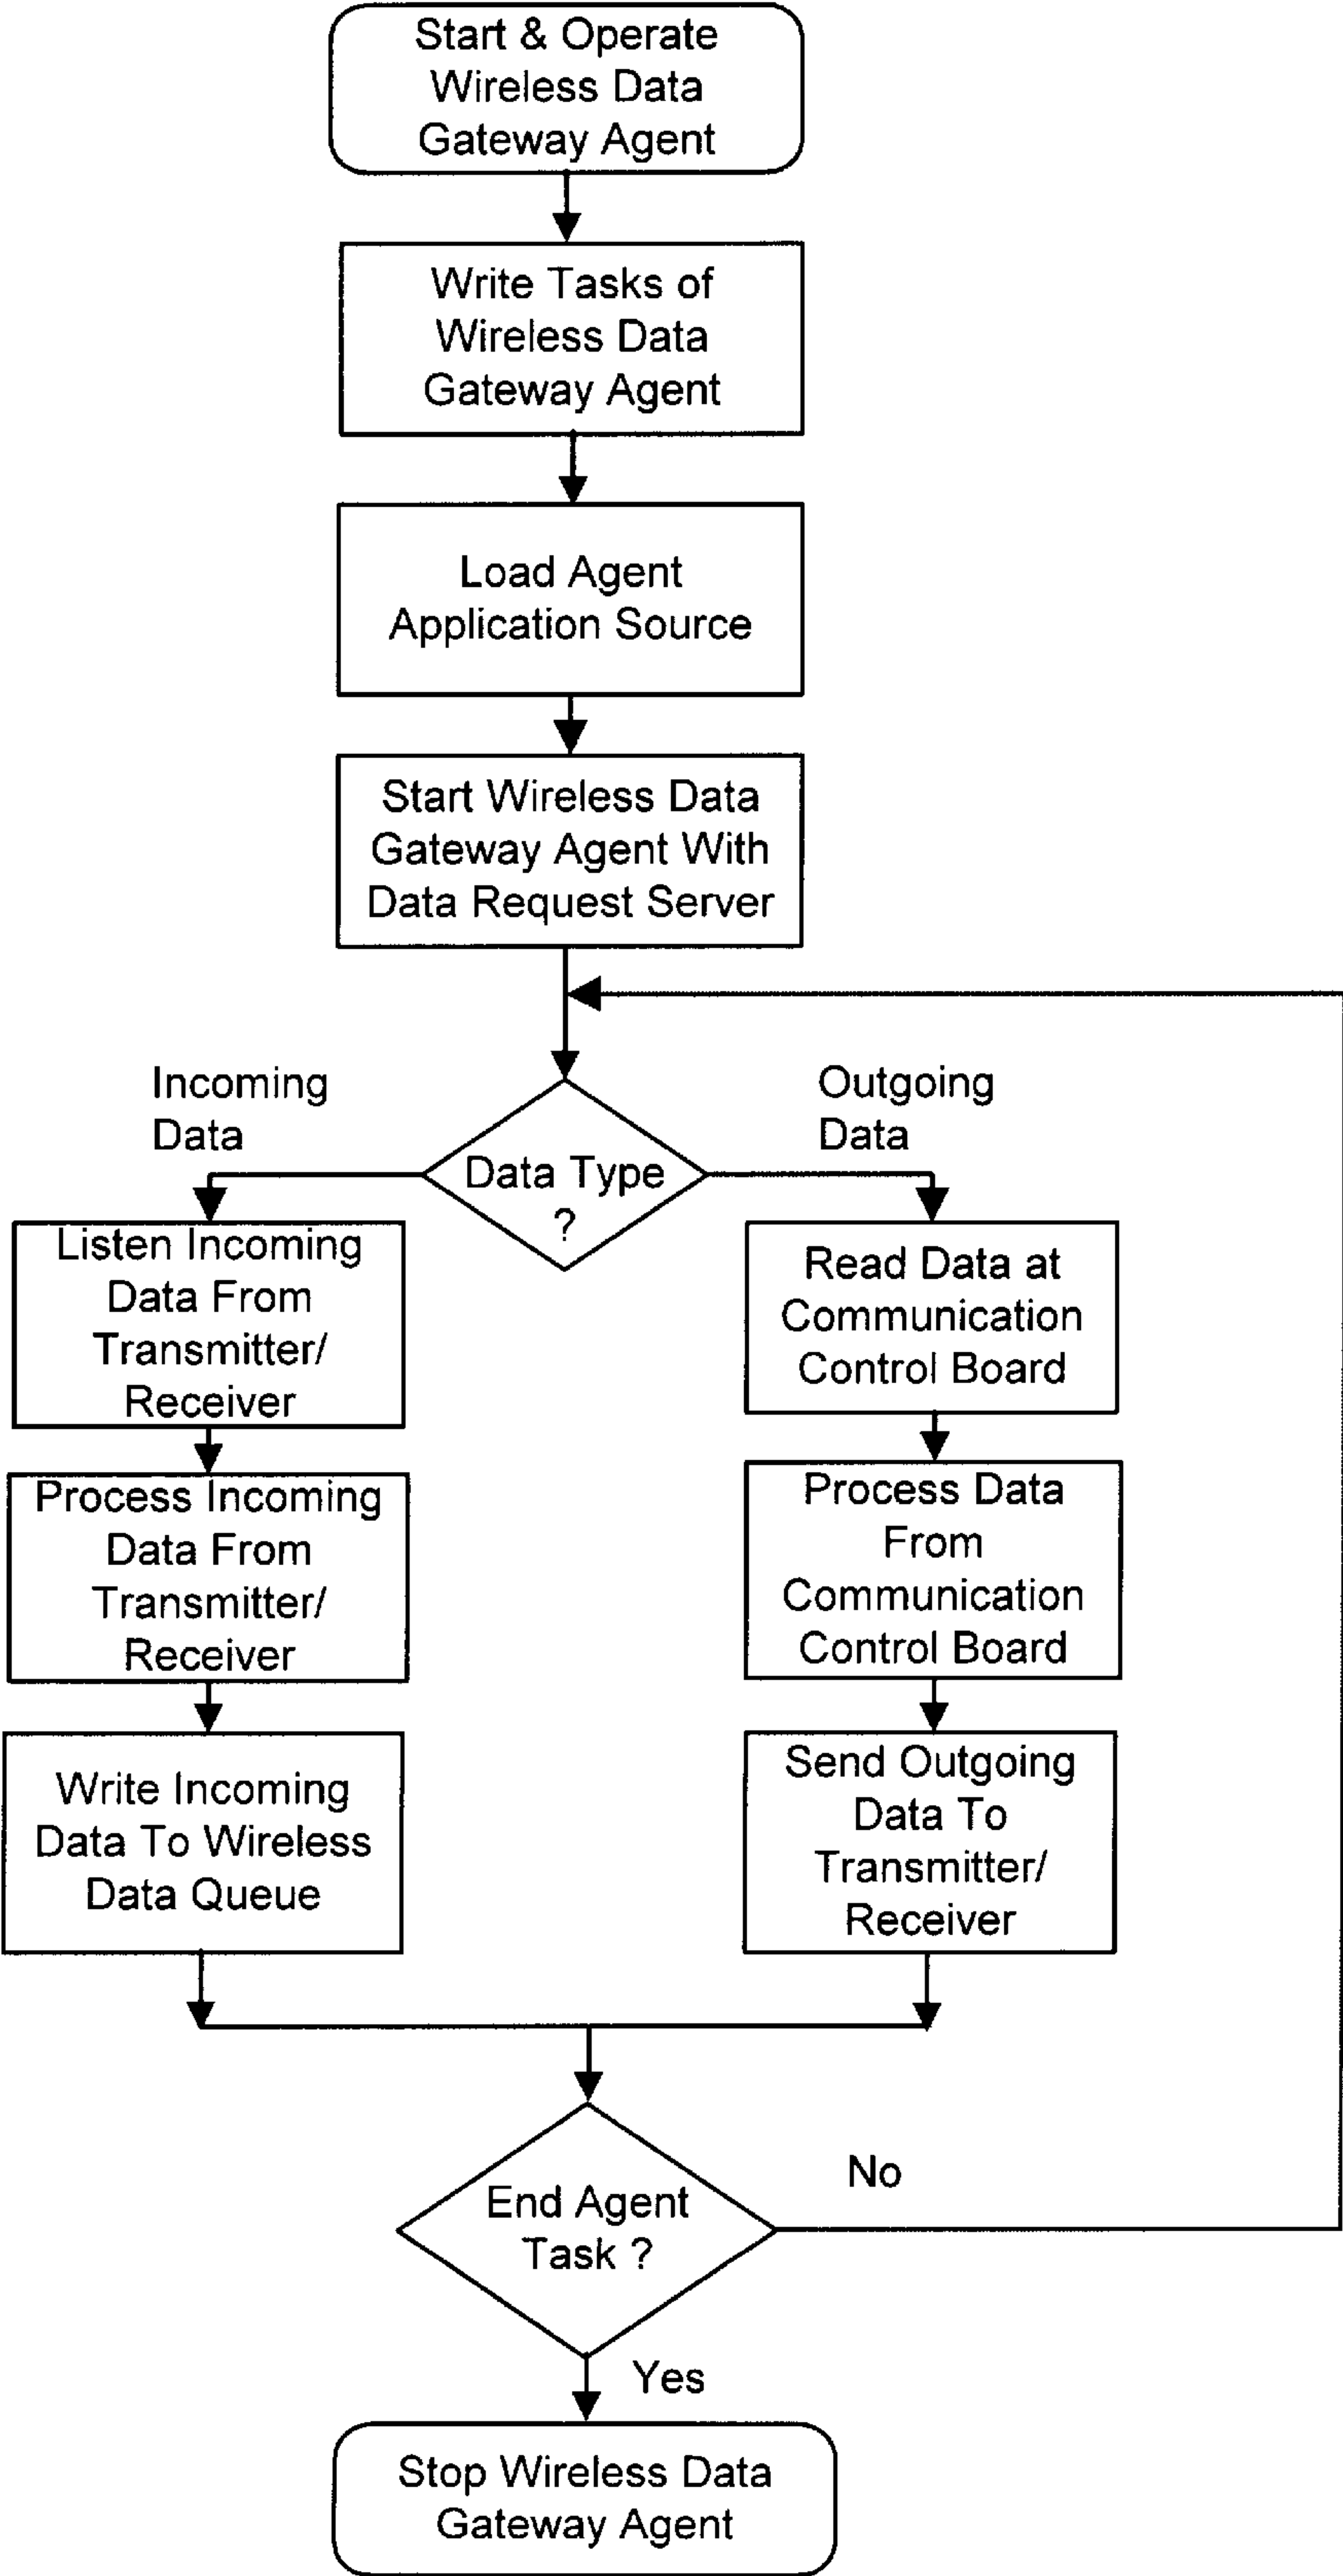 Start & Operate
Wireless Data
Gateway Agent
Write Tasks of
Wireless Data
Gateway Agent
Load Agent
Application Source
Start Wireless Data
Gateway Agent With
Data Request Server
Incoming
Data
Outgoing
Data
Data Type
?
Listen Incoming
Data From
Transmitter/
Receiver
Read Data at
Communication
Control Board
Process Incoming
Data From
Transmitter/
Receiver
Process Data
From
Communication
Control Board
Write Incoming
Data To Wireless
Data Queue
Send Outgoing
Data To
Transmitter/
Receiver
End Agent
Task ?
No
Yes
Stop Wireless Data
Gateway Agent